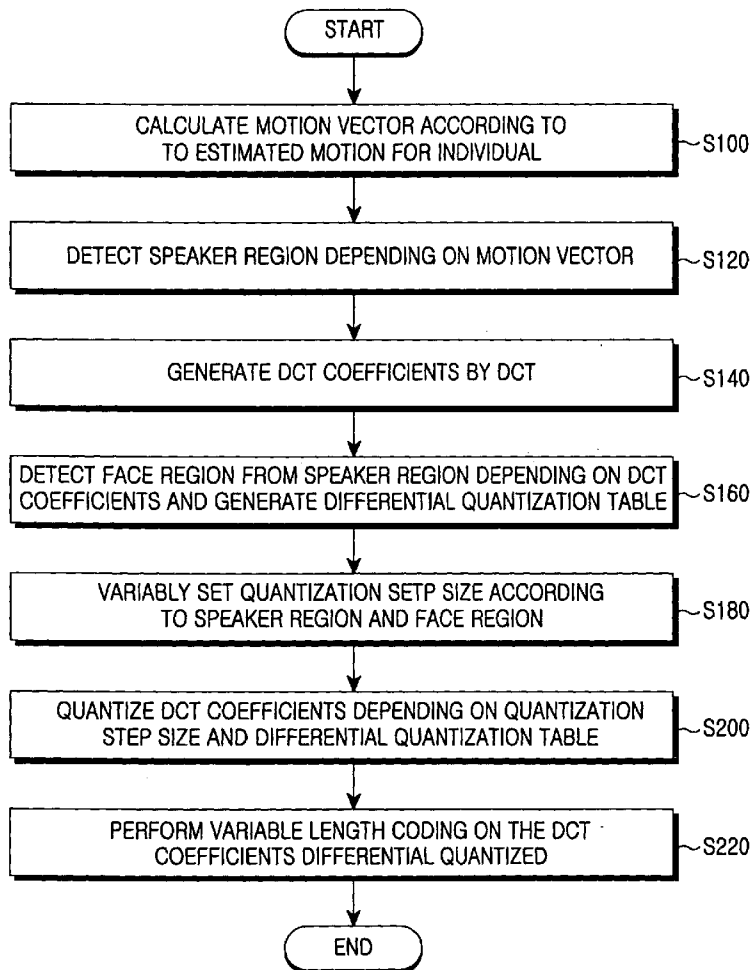 START
CALCULATE MOTION VECTOR ACCORDING TO
TO ESTIMATED MOTION FOR INDIVIDUAL
S100
DETECT SPEAKER REGION DEPENDING ON MOTION VECTOR
S120
GENERATE DCT COEFFICIENTS BY DCT
S140
DETECT FACE REGION FROM SPEAKER REGION DEPENDING ON DCT
COEFFICIENTS AND GENERATE DIFFERENTIAL QUANTIZATION TABLE
S160
VARIABLY SET QUANTIZATION SETP SIZE ACCORDING
TO SPEAKER REGION AND FACE REGION
S180
QUANTIZE DCT COEFFICIENTS DEPENDING ON QUANTIZATION
STEP SIZE AND DIFFERENTIAL QUANTIZATION TABLE
S200
PERFORM VARIABLE LENGTH CODING ON THE DCT
COEFFICIENTS DIFFERENTIAL QUANTIZED
S220
END